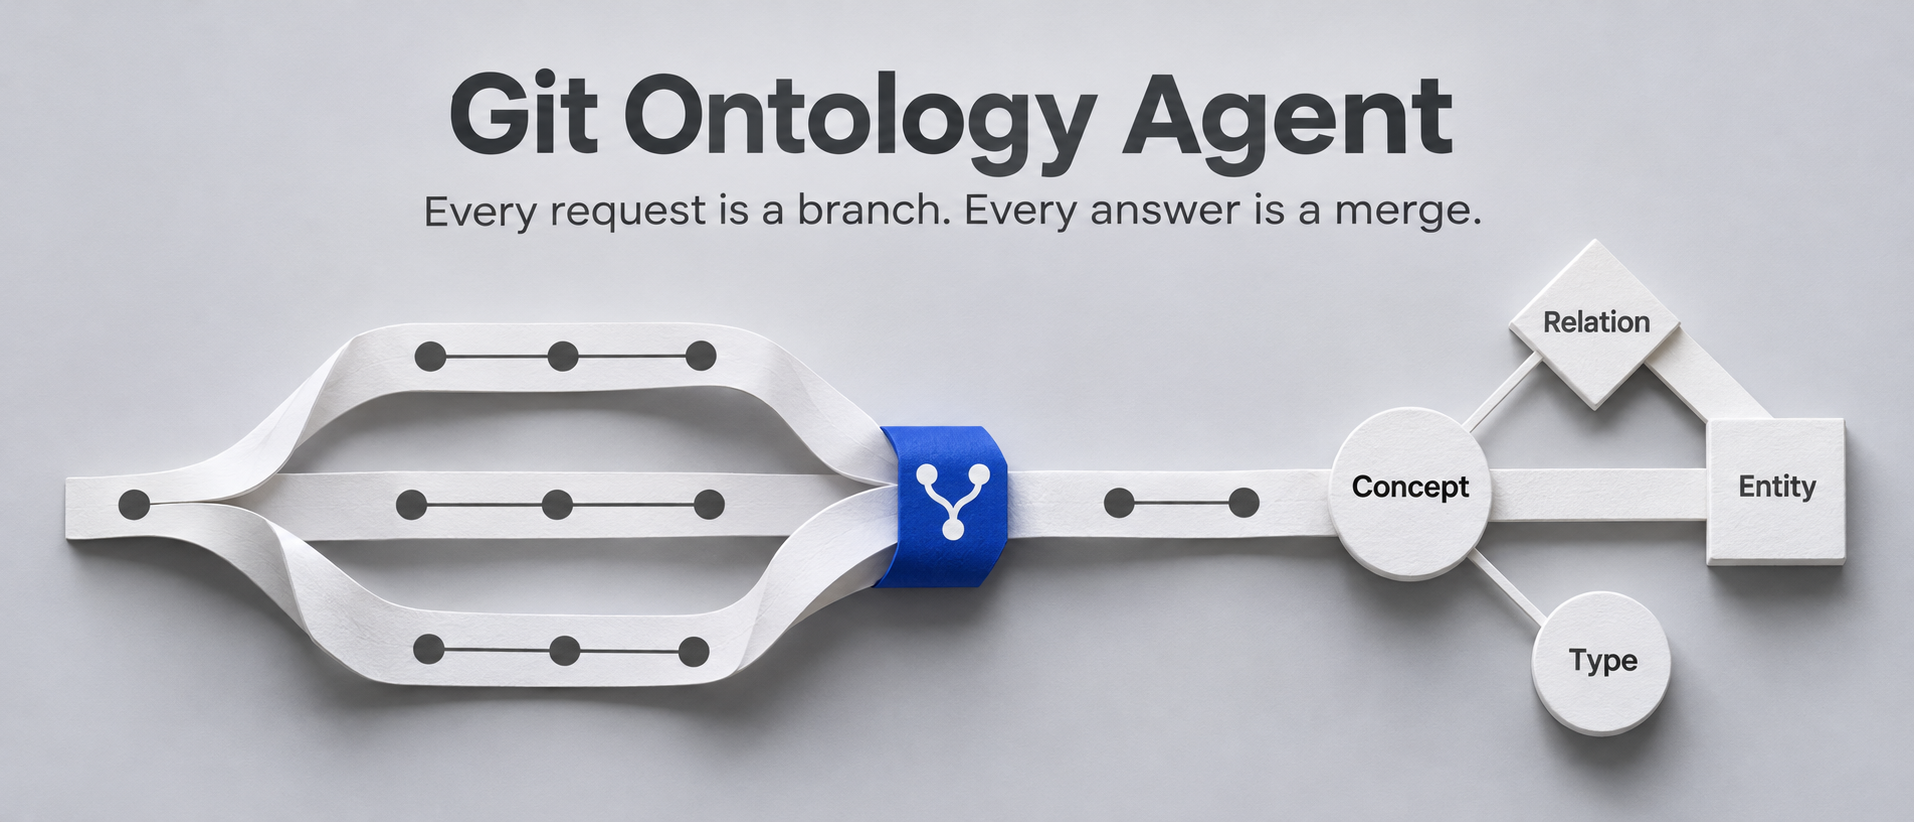 Git Ontology Agent
Every request is a branch. Every answer is a merge.
Relation
Concept
Entity
Type